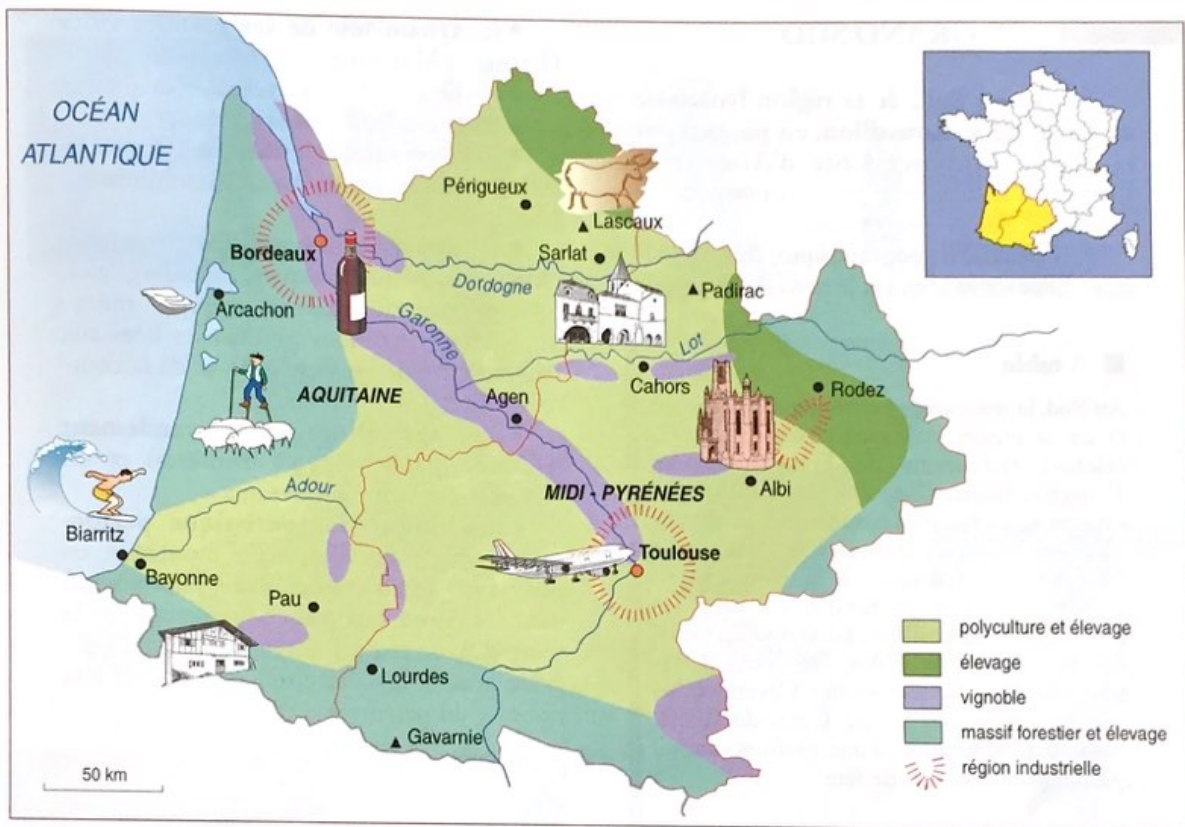 OCÉAN
ATLANTIQUE
Périgueux
Lascaux
Sarlat
Bordeaux
Dordogne
Padirac
Arcachon
Garonne
Lot
Cahors
Rodez
AQUITAINE
Agen
Albi
MIDI - PYRÉNÉES
Adour
Biarritz
Toulouse
Bayonne
Pau
Lourdes
Gavarnie
50 km
polyculture et élevage
élevage
vignoble
massif forestier et élevage
région industrielle